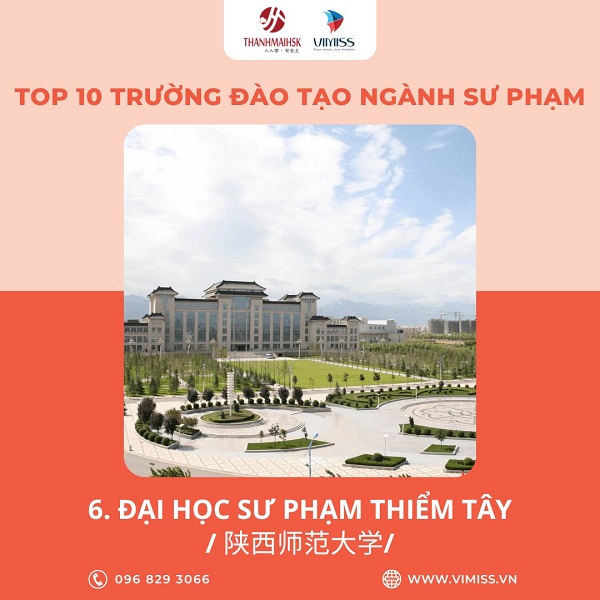 THANHMAIHSK
VIMISS
TOP 10 TRƯỜNG ĐÀO TẠO NGÀNH SƯ PHẠM
6. ĐẠI HỌC SƯ PHẠM THIỂM TÂY
/ 陕西师范大学/
096 829 3066
WWW.VIMISS.VN